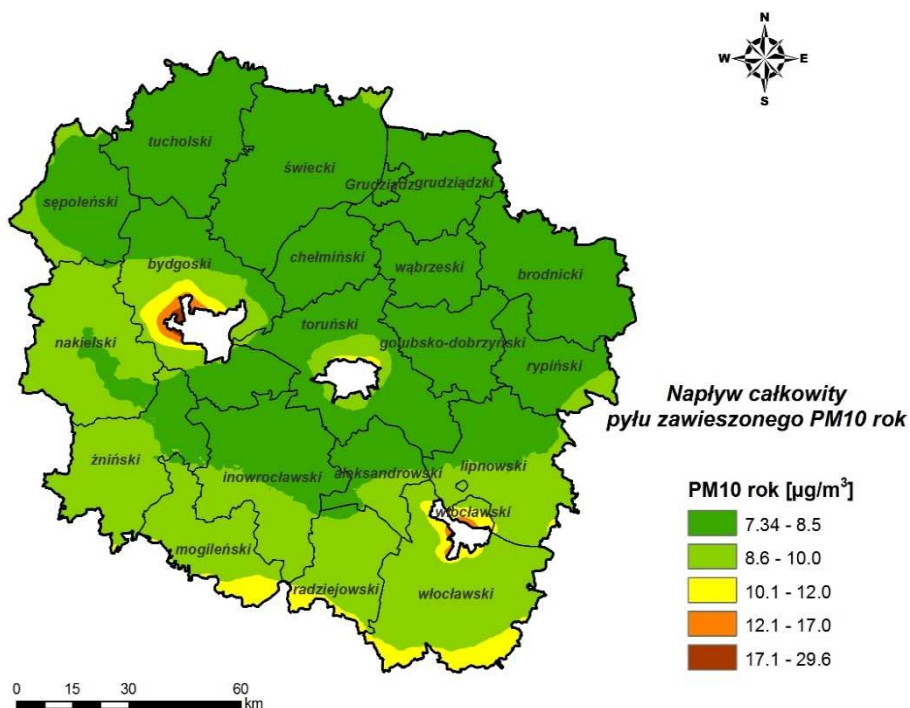 N
W E
S
tucholski
świecki
Grudziądz
grudziądzki
sępoleński
chełmiński
wąbrzeski
brodnicki
bydgoski
toruński
golubsko-dobrzyński
nakielski
rypiński
Napływ całkowity
pyłu zawieszonego PM10 rok
żniński
inowrocławski
aleksandrowski
lipnowski
PM10 rok [µg/m³]
włocławski
7.34 - 8.5
mogileński
8.6 - 10.0
radziejowski
włocławski
10.1 - 12.0
12.1 - 17.0
17.1 - 29.6
0 15 30 60
km